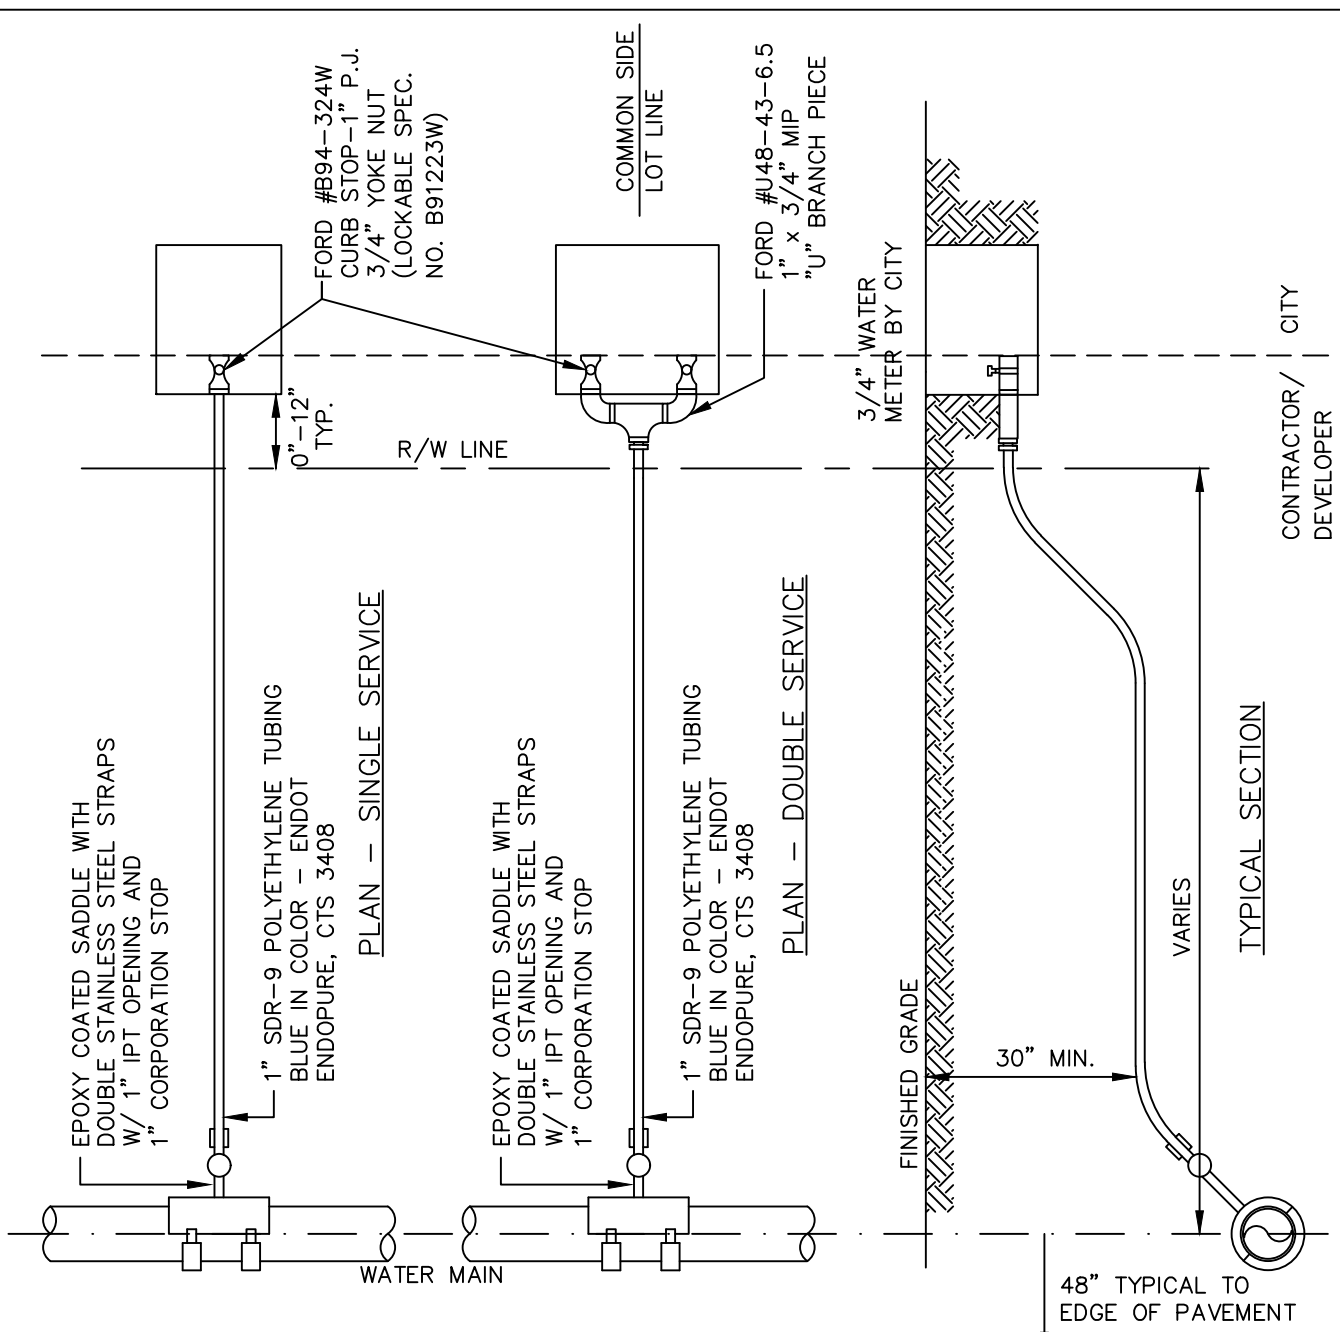 FORD #B94-324W
CURB STOP-1" P.J.
3/4" YOKE NUT
(LOCKABLE SPEC.
NO. B91223W)
COMMON SIDE
LOT LINE
FORD #U48-43-6.5
1" x 3/4" MIP
"U" BRANCH PIECE
3/4" WATER
METER BY CITY
CITY
CONTRACTOR/
DEVELOPER
0"-12"
TYP.
R/W LINE
EPOXY COATED SADDLE WITH
DOUBLE STAINLESS STEEL STRAPS
W/ 1" IPT OPENING AND
1" CORPORATION STOP
1" SDR-9 POLYETHYLENE TUBING
BLUE IN COLOR - ENDOT
ENDOPURE, CTS 3408
PLAN - SINGLE SERVICE
EPOXY COATED SADDLE WITH
DOUBLE STAINLESS STEEL STRAPS
W/ 1" IPT OPENING AND
1" CORPORATION STOP
1" SDR-9 POLYETHYLENE TUBING
BLUE IN COLOR - ENDOT
ENDOPURE, CTS 3408
PLAN - DOUBLE SERVICE
FINISHED GRADE
30" MIN.
VARIES
TYPICAL SECTION
WATER MAIN
48" TYPICAL TO
EDGE OF PAVEMENT